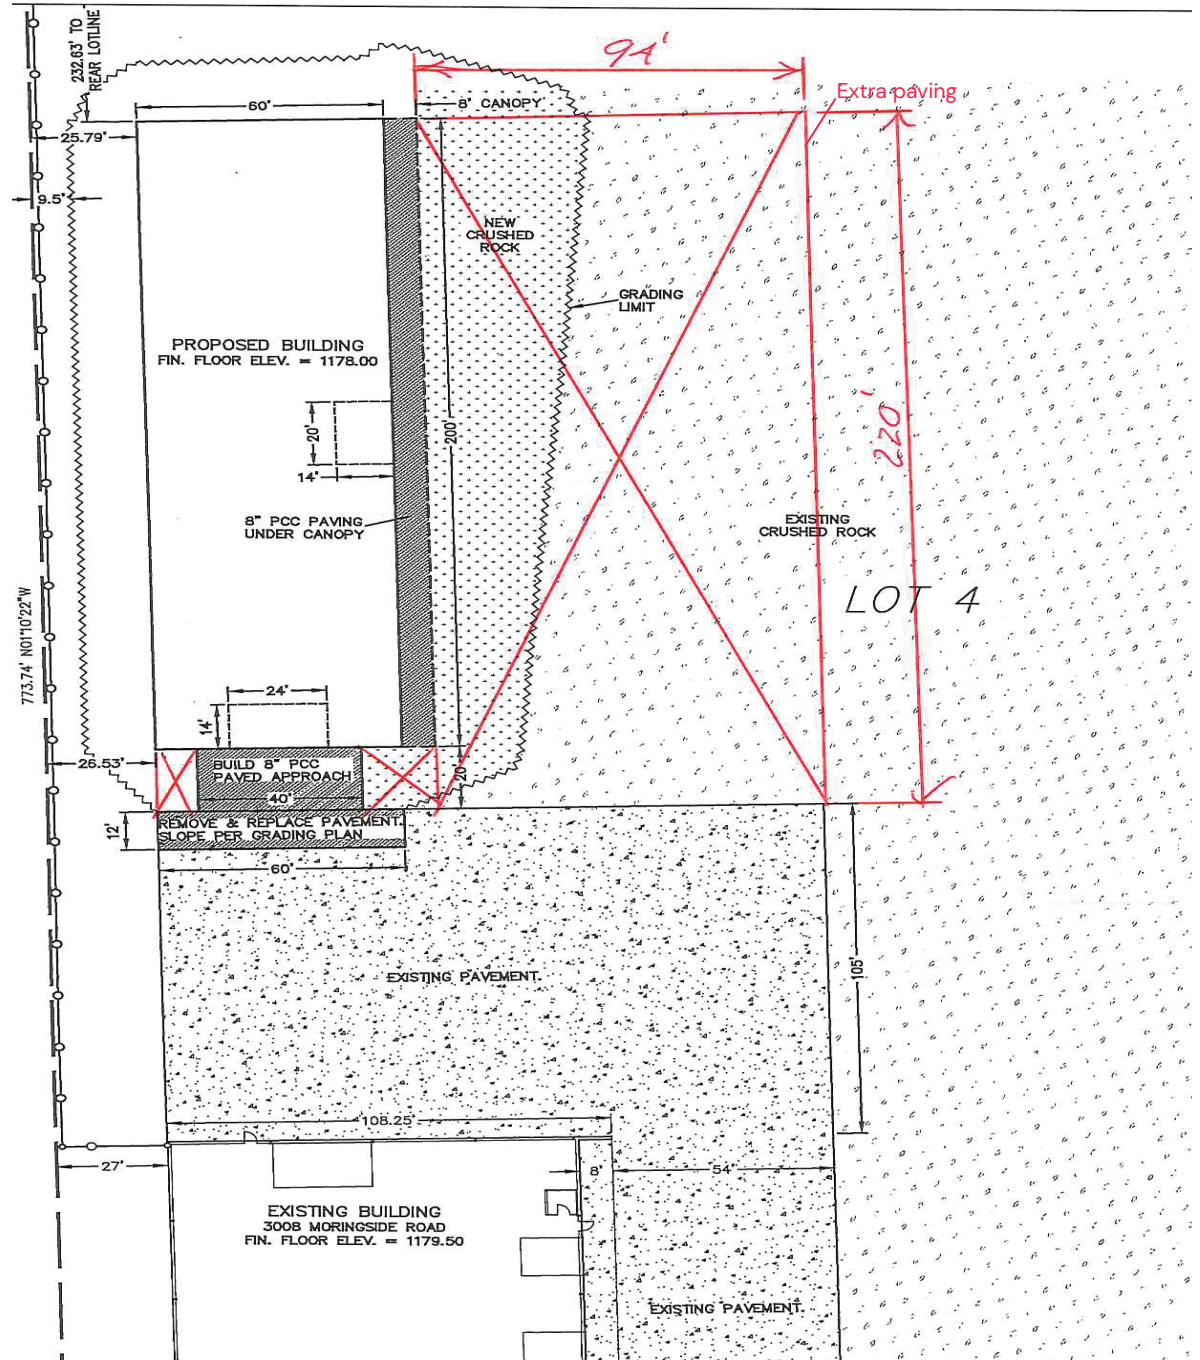 232.63' TO
REAR LOTLINE
94'
Extra paving
60'
8' CANOPY
25.79'
9.5'
NEW
CRUSHED
ROCK
GRADING
LIMIT
PROPOSED BUILDING
FIN. FLOOR ELEV. = 1178.00
20'
14'
200'
220'
8" PCC PAVING
UNDER CANOPY
EXISTING
CRUSHED ROCK
LOT 4
773.74' N01°10'22"W
24'
14'
26.53'
BUILD 8" PCC
PAVED APPROACH
20'
40'
REMOVE & REPLACE PAVEMENT.
SLOPE PER GRADING PLAN
12'
60'
EXISTING PAVEMENT
105'
108.25'
27'
8'
54'
EXISTING BUILDING
3008 MORINGSIDE ROAD
FIN. FLOOR ELEV. = 1179.50
EXISTING PAVEMENT